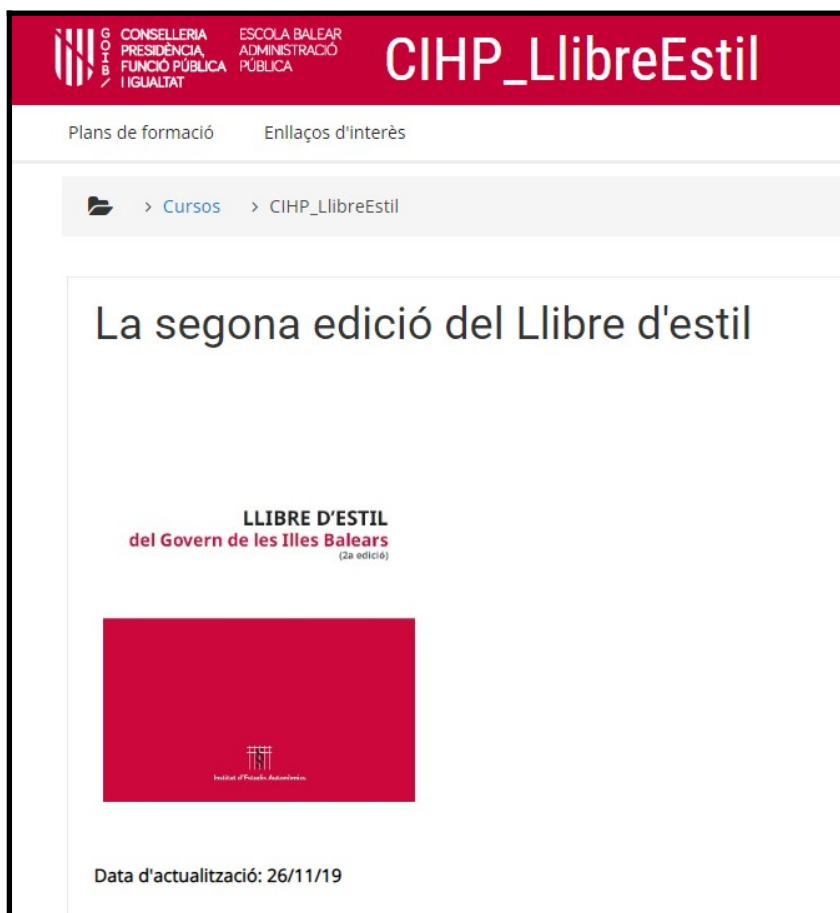 GOIB
CONSELLERIA
PRESIDÈNCIA,
FUNCIÓ PÚBLICA
I IGUALTAT
ESCOLA BALEAR
ADMINISTRACIÓ
PÚBLICA
CIHP_LlibreEstil
Plans de formació Enllaços d'interès
> Cursos > CIHP_LlibreEstil
La segona edició del Llibre d'estil
LLIBRE D'ESTIL
del Govern de les Illes Balears
(2a edició)
Institut d'Estudis Autonòmics
Data d'actualització: 26/11/19